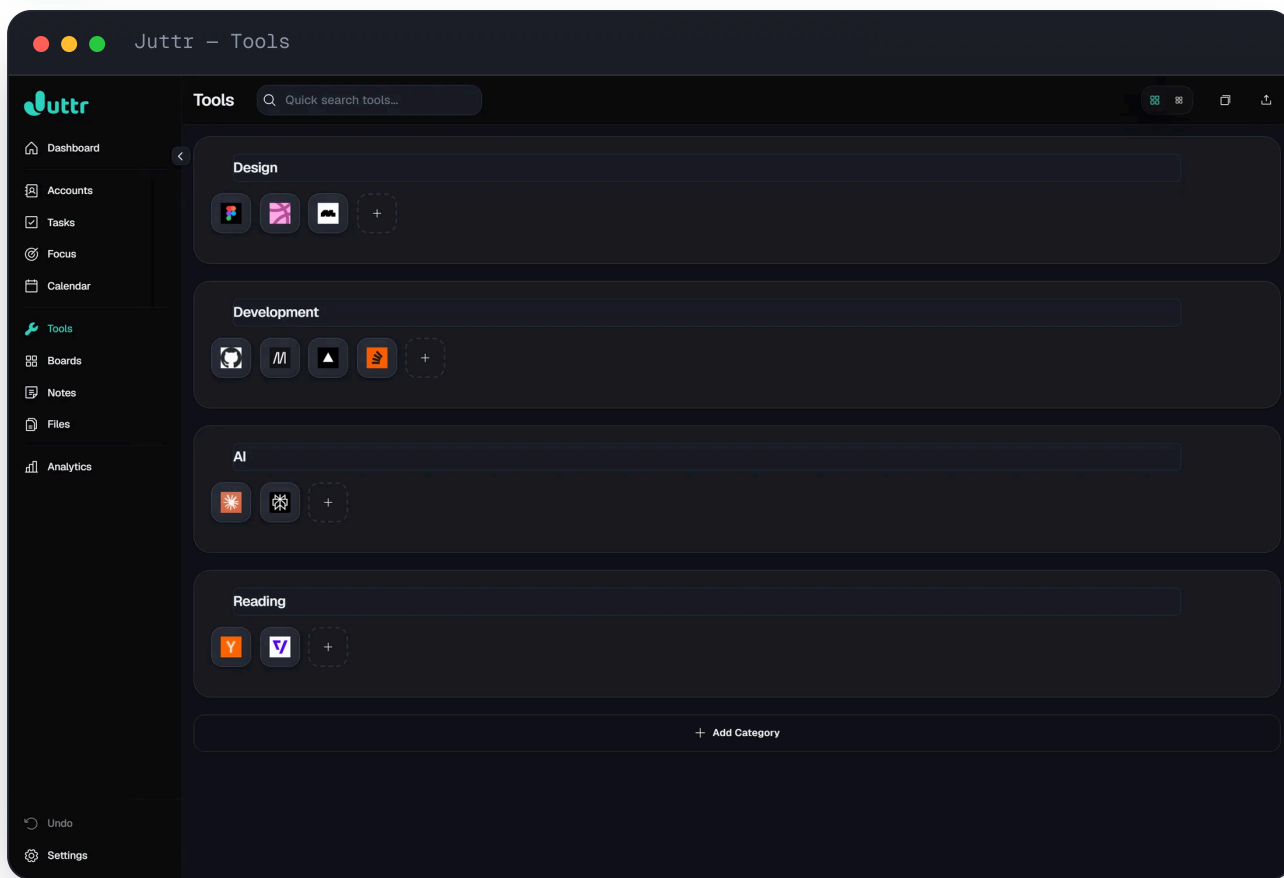 Juttr – Tools
Juttr
Tools
Quick search tools...
Dashboard
Accounts
Tasks
Focus
Calendar
Tools
Boards
Notes
Files
Analytics
Undo
Settings
Design
Development
AI
Reading
Y
+ Add Category